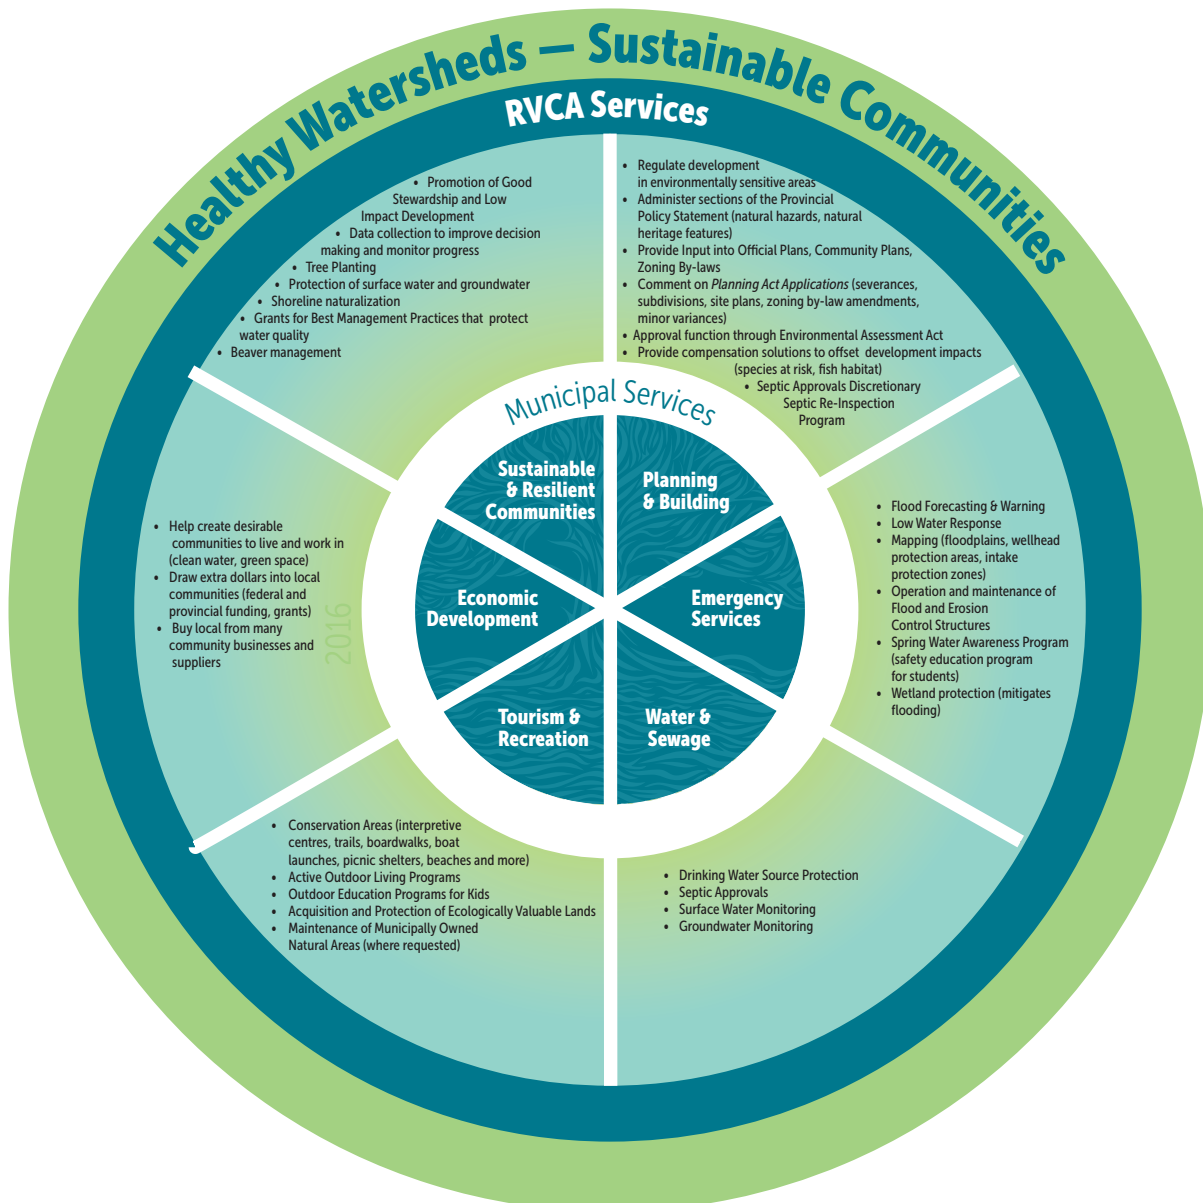 Healthy Watersheds — Sustainable Communities
RVCA Services
• Promotion of Good
Stewardship and Low
Impact Development
• Data collection to improve decision
making and monitor progress
• Tree Planting
• Protection of surface water and groundwater
• Shoreline naturalization
• Grants for Best Management Practices that protect
water quality
• Beaver management
• Regulate development
in environmentally sensitive areas
• Administer sections of the Provincial
Policy Statement (natural hazards, natural
heritage features)
• Provide Input into Official Plans, Community Plans,
Zoning By-laws
• Comment on Planning Act Applications (severances,
subdivisions, site plans, zoning by-law amendments,
minor variances)
• Approval function through Environmental Assessment Act
• Provide compensation solutions to offset development impacts
(species at risk, fish habitat)
• Septic Approvals Discretionary
Septic Re-Inspection
Program
Municipal Services
Sustainable
& Resilient
Communities
Planning
& Building
Economic
Development
Emergency
Services
Tourism &
Recreation
Water &
Sewage
• Help create desirable
communities to live and work in
(clean water, green space)
• Draw extra dollars into local
communities (federal and
provincial funding, grants)
• Buy local from many
community businesses and
suppliers
2016
• Flood Forecasting & Warning
• Low Water Response
• Mapping (floodplains, wellhead
protection areas, intake
protection zones)
• Operation and maintenance of
Flood and Erosion
Control Structures
• Spring Water Awareness Program
(safety education program
for students)
• Wetland protection (mitigates
flooding)
• Conservation Areas (interpretive
centres, trails, boardwalks, boat
launches, picnic shelters, beaches and more)
• Active Outdoor Living Programs
• Outdoor Education Programs for Kids
• Acquisition and Protection of Ecologically Valuable Lands
• Maintenance of Municipally Owned
Natural Areas (where requested)
• Drinking Water Source Protection
• Septic Approvals
• Surface Water Monitoring
• Groundwater Monitoring